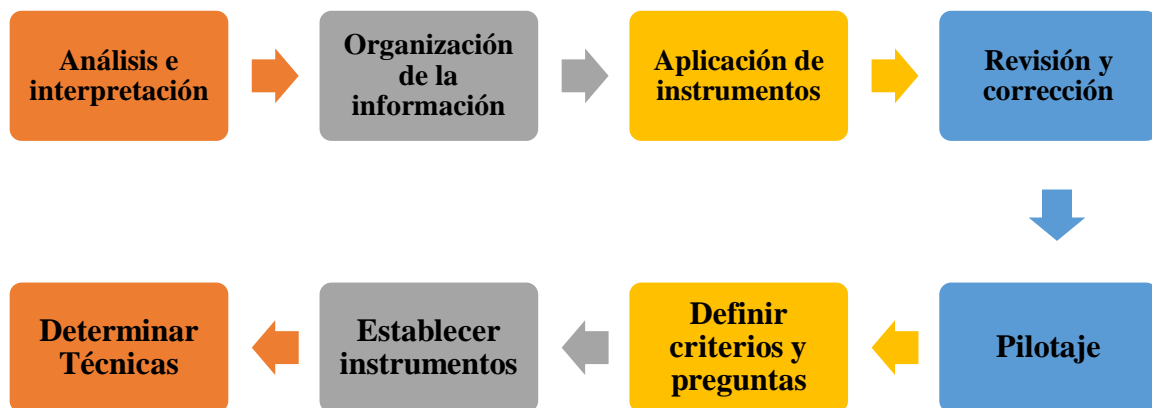 Análisis e
interpretación
Organización
de la
información
Aplicación de
instrumentos
Revisión y
corrección
Pilotaje
Definir
criterios y
preguntas
Establecer
instrumentos
Determinar
Técnicas